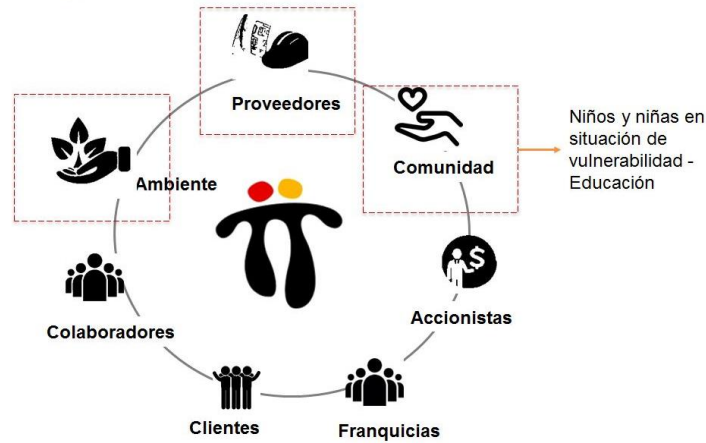 Proveedores
Comunidad
Niños y niñas en
situación de
vulnerabilidad -
Educación
Ambiente
Accionistas
Colaboradores
Clientes
Franquicias
$